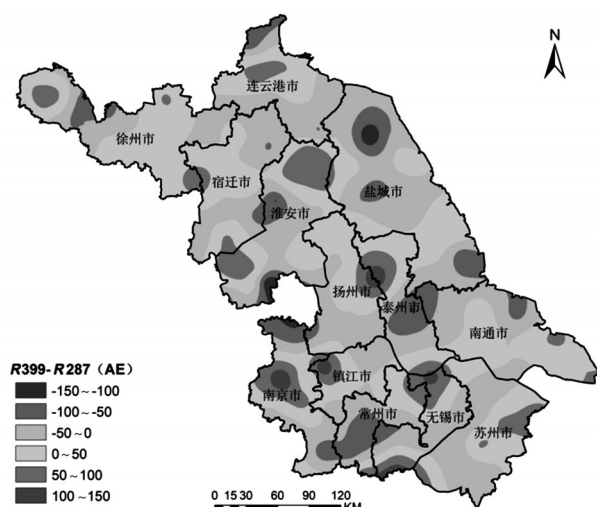 N
连云港市
徐州市
宿迁市
盐城市
淮安市
扬州市
泰州市
南通市
R399-R287（AE）
-150～-100
-100～-50
-50～0
0～50
50～100
100～150
镇江市
南京市
常州市
无锡市
苏州市
0 15 30 60 90 120
KM